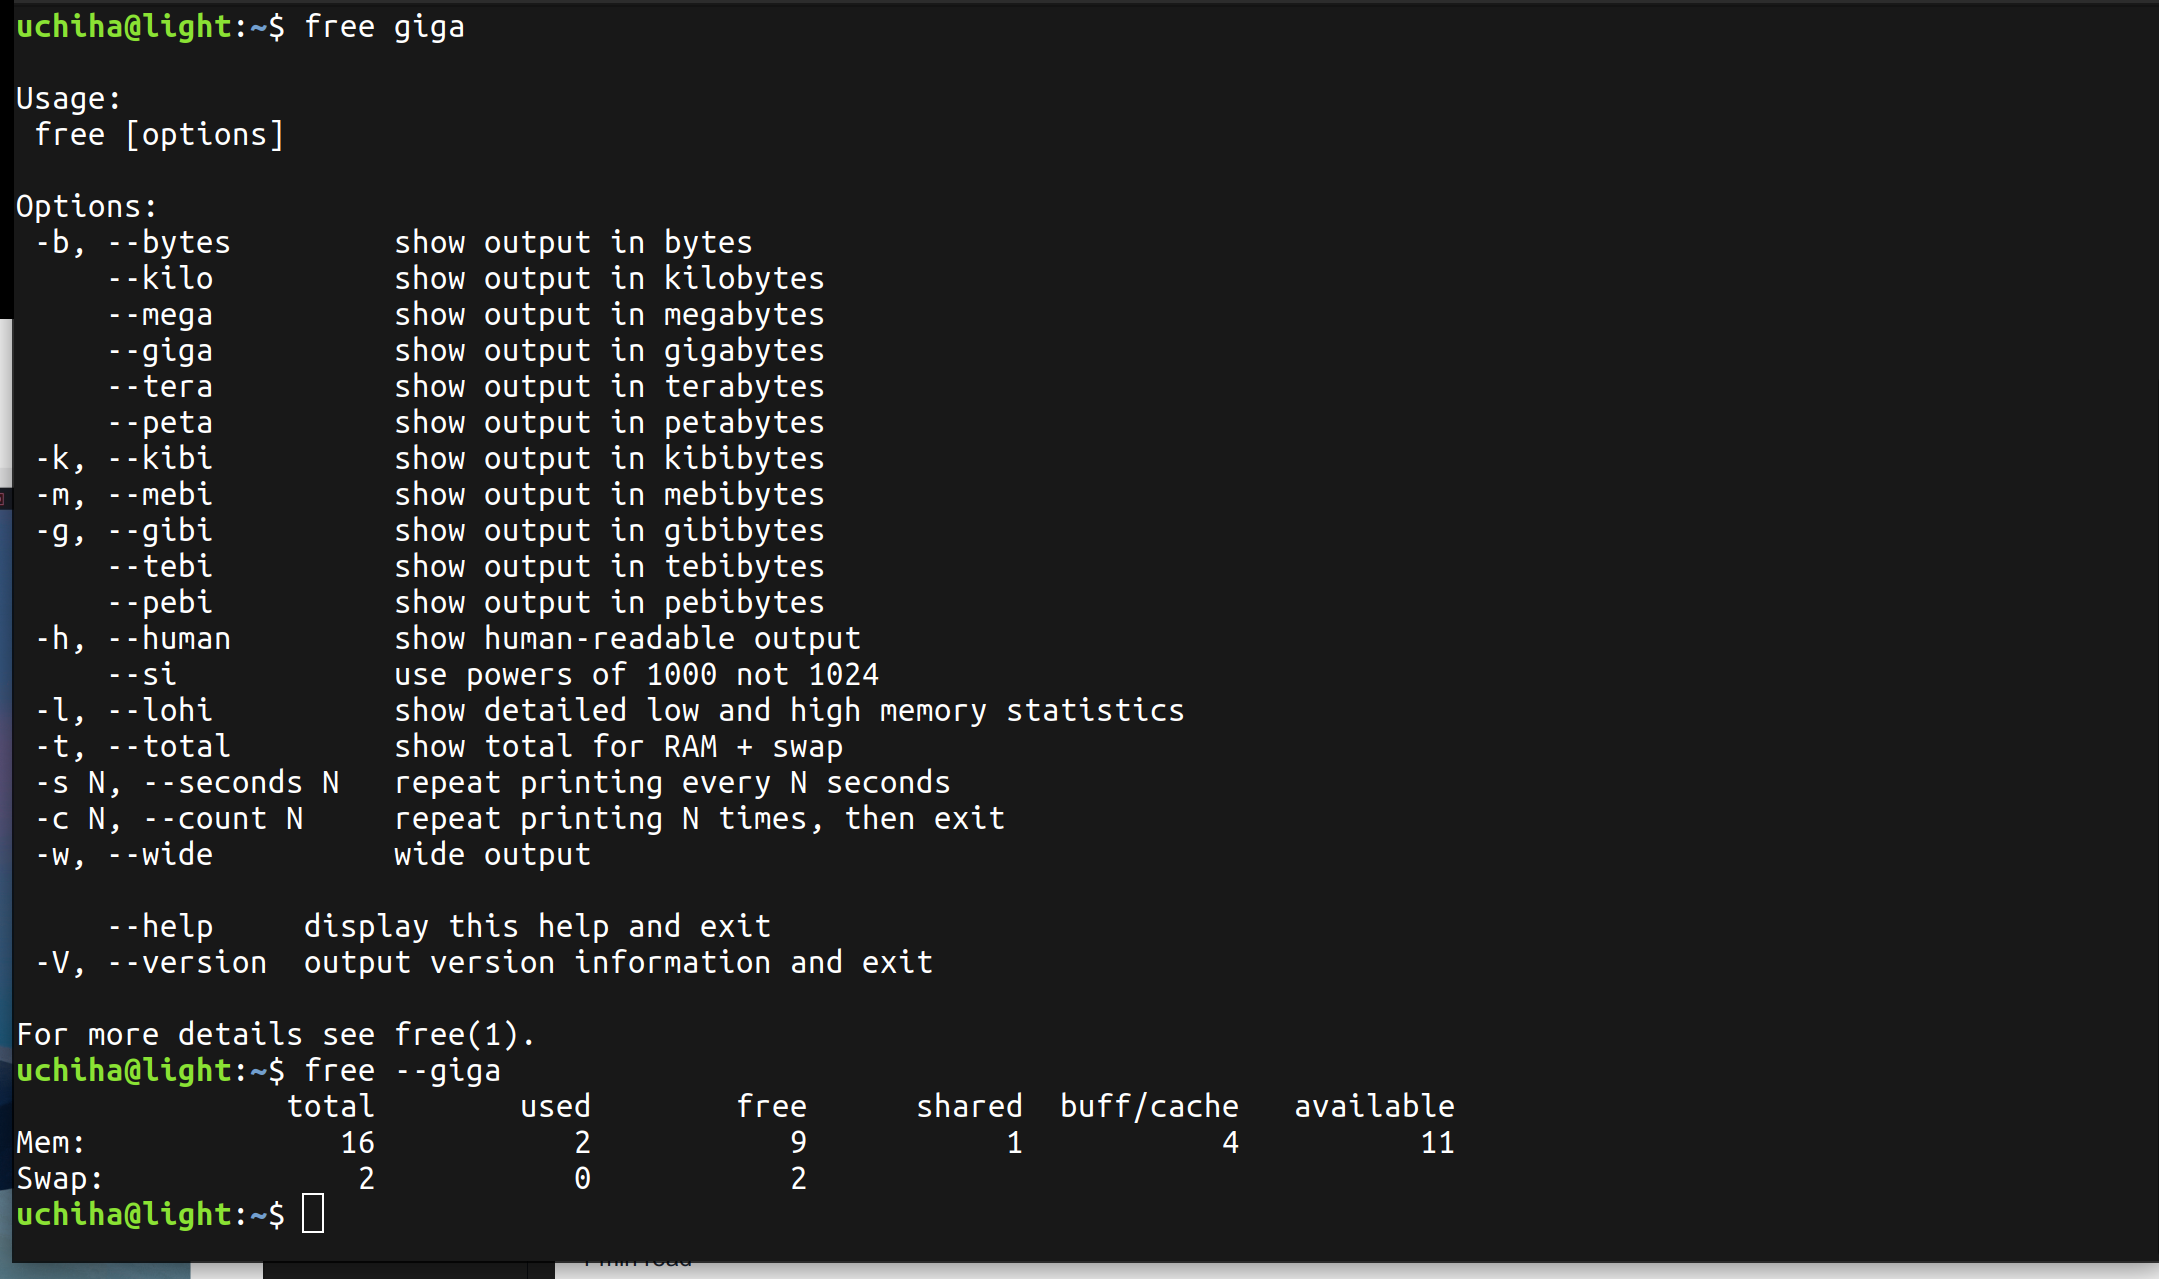 uchiha@light:~$ free giga

Usage:
 free [options]

Options:
 -b, --bytes         show output in bytes
     --kilo          show output in kilobytes
     --mega          show output in megabytes
     --giga          show output in gigabytes
     --tera          show output in terabytes
     --peta          show output in petabytes
 -k, --kibi          show output in kibibytes
 -m, --mebi          show output in mebibytes
 -g, --gibi          show output in gibibytes
     --tebi          show output in tebibytes
     --pebi          show output in pebibytes
 -h, --human         show human-readable output
     --si            use powers of 1000 not 1024
 -l, --lohi          show detailed low and high memory statistics
 -t, --total         show total for RAM + swap
 -s N, --seconds N   repeat printing every N seconds
 -c N, --count N     repeat printing N times, then exit
 -w, --wide          wide output

     --help     display this help and exit
 -V, --version  output version information and exit

For more details see free(1).
uchiha@light:~$ free --giga
               total        used        free      shared  buff/cache   available
Mem:              16           2           9           1           4          11
Swap:              2           0           2
uchiha@light:~$